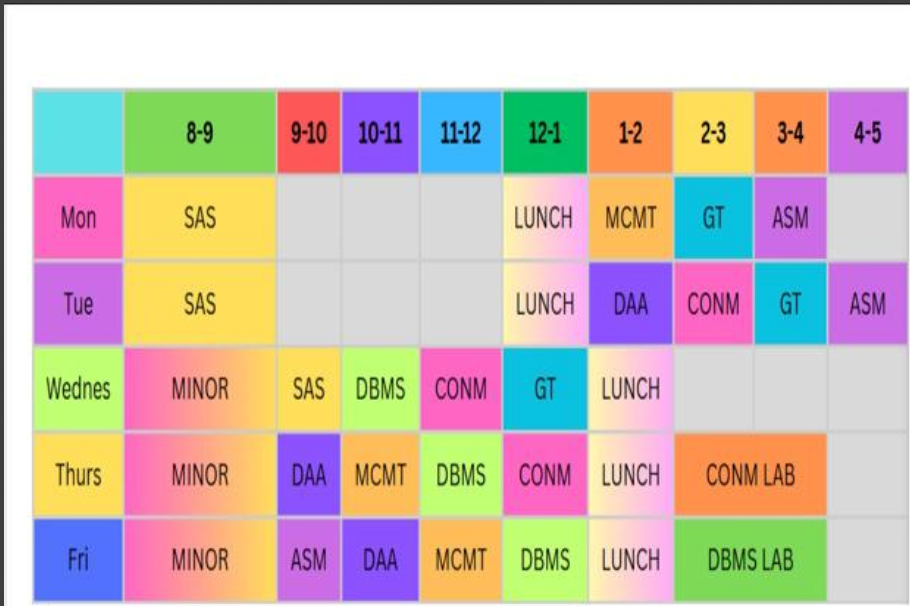 8-9 9-10 10-11 11-12 12-1 1-2 2-3 3-4 4-5
Mon SAS LUNCH MCMT GT ASM
Tue SAS LUNCH DAA CONM GT ASM
Wednes MINOR SAS DBMS CONM GT LUNCH
Thurs MINOR DAA MCMT DBMS CONM LUNCH CONM LAB
Fri MINOR ASM DAA MCMT DBMS LUNCH DBMS LAB